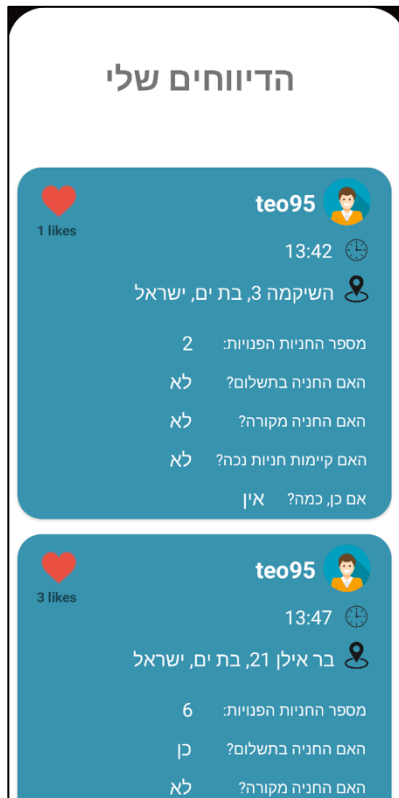 הדיווחים שלי
teo95
1 likes
13:42
השיקמה 3, בת ים, ישראל
מספר החניות הפנויות: 2
האם החניה בתשלום? לא
האם החניה מקורה? לא
האם קיימות חניות נכה? לא
אם כן, כמה? אין
teo95
3 likes
13:47
בר אילן 21, בת ים, ישראל
מספר החניות הפנויות: 6
האם החניה בתשלום? כן
האם החניה מקורה? לא